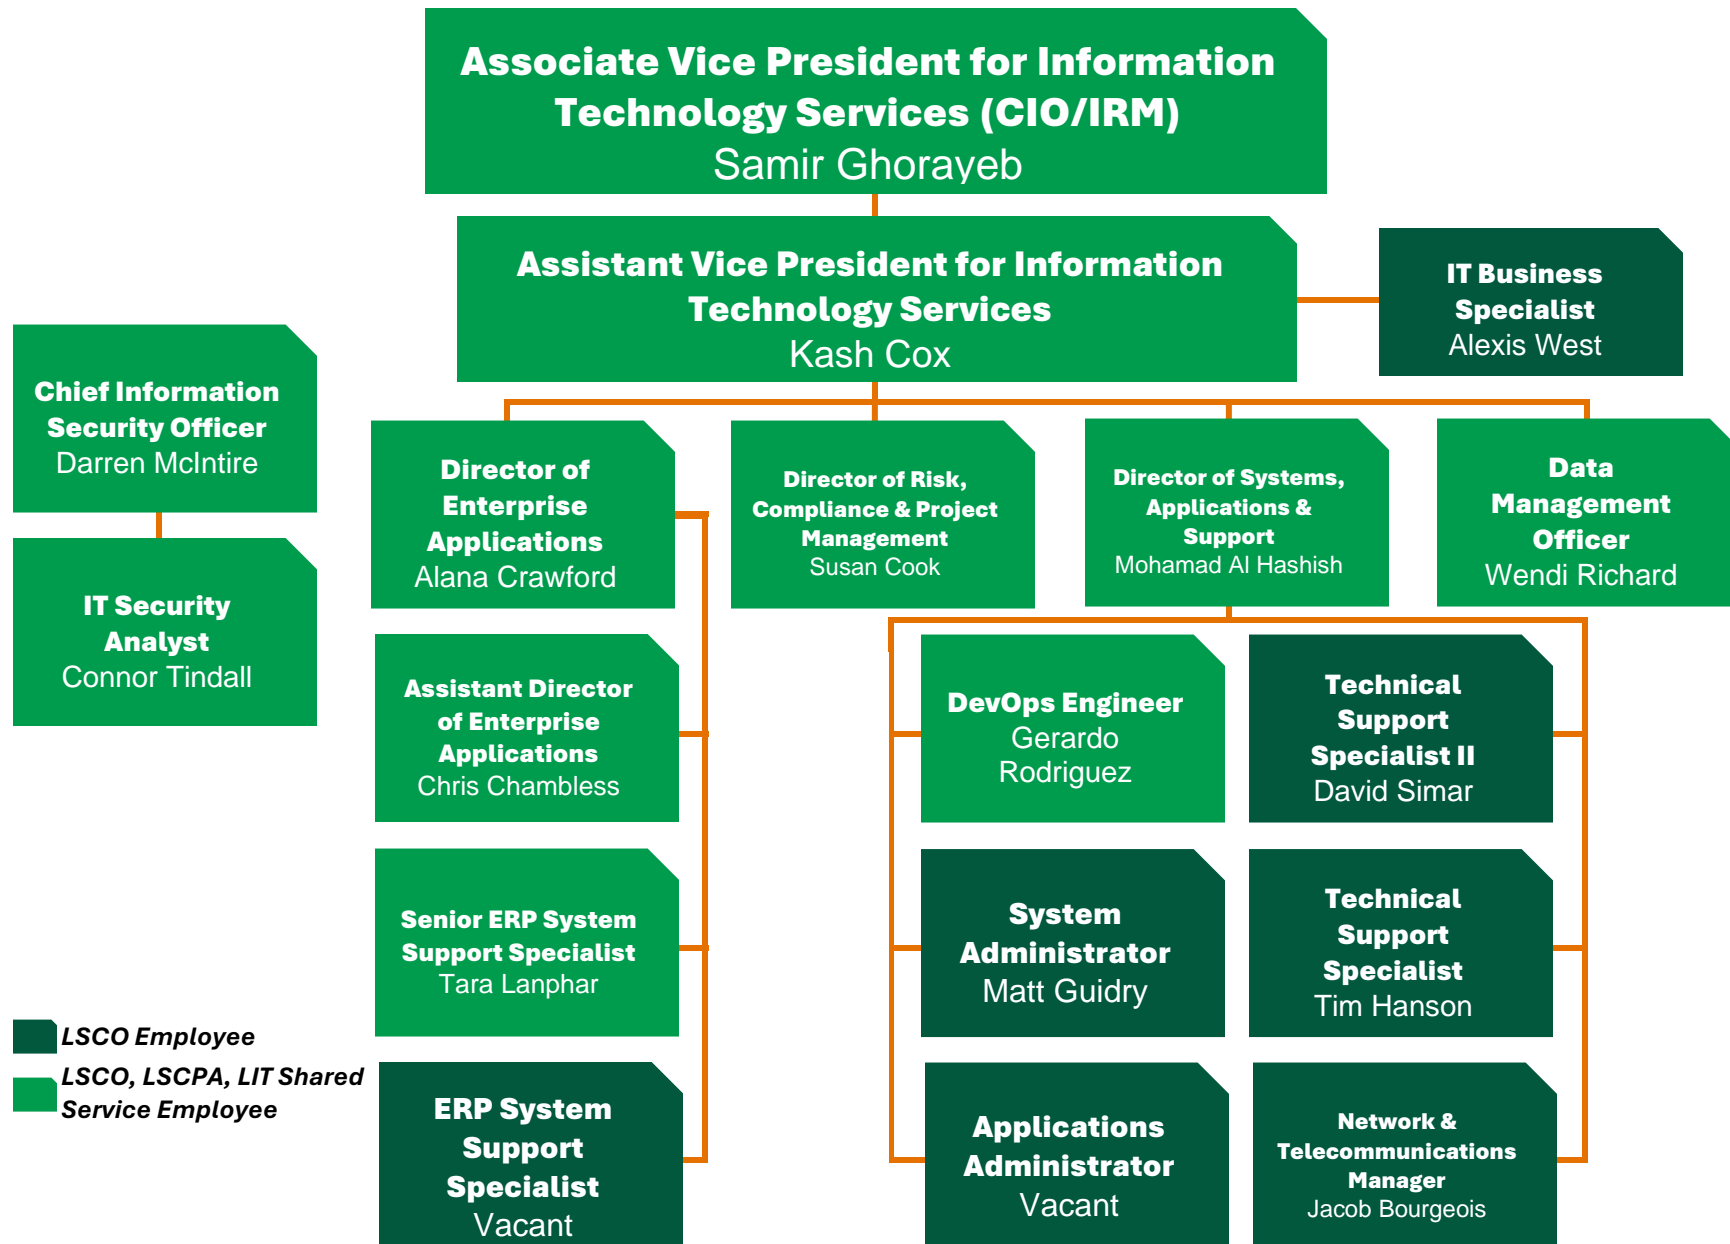 Associate Vice President for Information
Technology Services (CIO/IRM)
Samir Ghorayeb
Assistant Vice President for Information
Technology Services
Kash Cox
IT Business
Specialist
Alexis West
Chief Information
Security Officer
Darren McIntire
IT Security
Analyst
Connor Tindall
Director of
Enterprise
Applications
Alana Crawford
Director of Risk,
Compliance & Project
Management
Susan Cook
Director of Systems,
Applications &
Support
Mohamad Al Hashish
Data
Management
Officer
Wendi Richard
Assistant Director
of Enterprise
Applications
Chris Chambless
DevOps Engineer
Gerardo
Rodriguez
Technical
Support
Specialist II
David Simar
Senior ERP System
Support Specialist
Tara Lanphar
System
Administrator
Matt Guidry
Technical
Support
Specialist
Tim Hanson
ERP System
Support
Specialist
Vacant
Applications
Administrator
Vacant
Network &
Telecommunications
Manager
Jacob Bourgeois
LSCO Employee
LSCO, LSCPA, LIT Shared
Service Employee